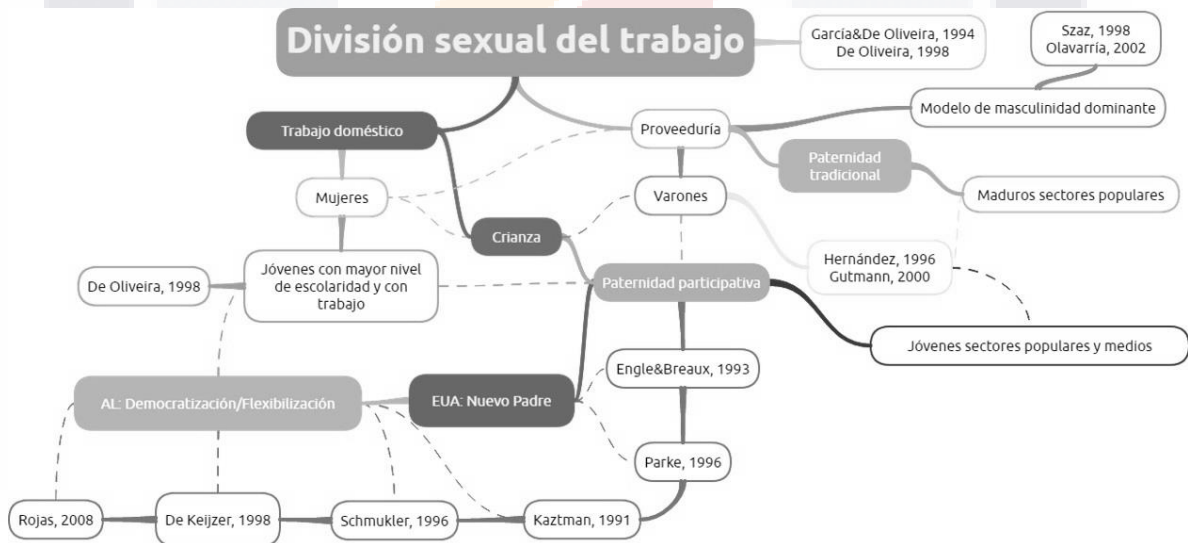 División sexual del trabajo
García&De Oliveira, 1994
De Oliveira, 1998
Szaz, 1998
Olavarría, 2002
Modelo de masculinidad dominante
Trabajo doméstico
Proveeduría
Paternidad
tradicional
Mujeres
Varones
Maduros sectores populares
Crianza
Hernández, 1996
Gutmann, 2000
De Oliveira, 1998
Jóvenes con mayor nivel
de escolaridad y con
trabajo
Paternidad participativa
Jóvenes sectores populares y medios
Engle&Breaux, 1993
AL: Democratización/Flexibilización
EUA: Nuevo Padre
Parke, 1996
Rojas, 2008
De Keijzer, 1998
Schmukler, 1996
Kaztman, 1991